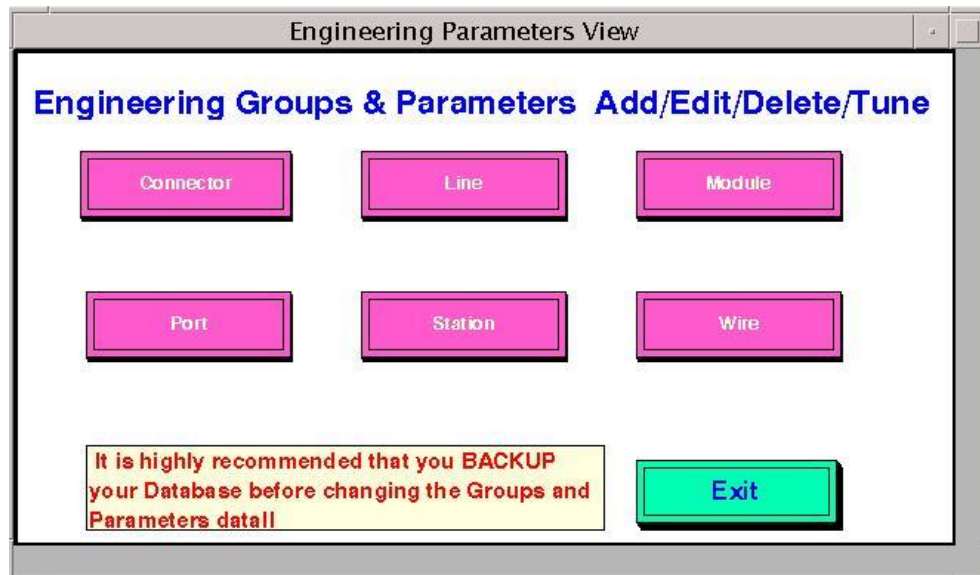 Engineering Parameters View
Engineering Groups & Parameters Add/Edit/Delete/Tune
Connector Line Module
Port Station Wire
It is highly recommended that you BACKUP
your Database before changing the Groups and
Parameters data!!
Exit